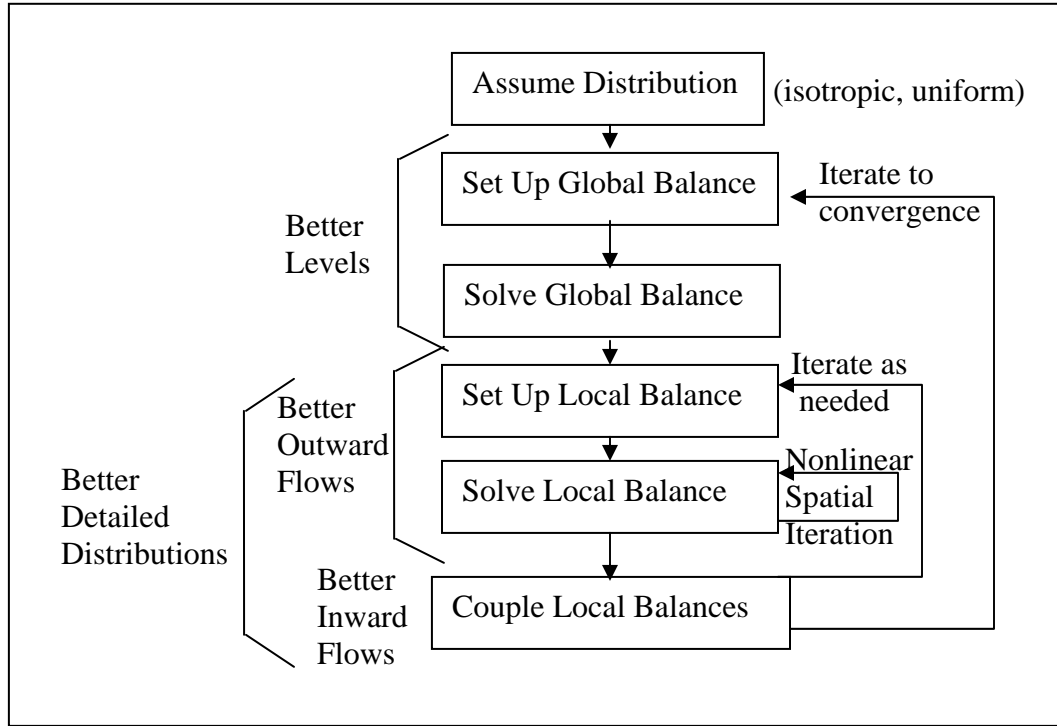 Assume Distribution
(isotropic, uniform)
Set Up Global Balance
Iterate to
convergence
Better
Levels
Solve Global Balance
Iterate as
needed
Set Up Local Balance
Better
Outward
Flows
Nonlinear
Spatial
Iteration
Solve Local Balance
Better
Detailed
Distributions
Better
Inward
Flows
Couple Local Balances